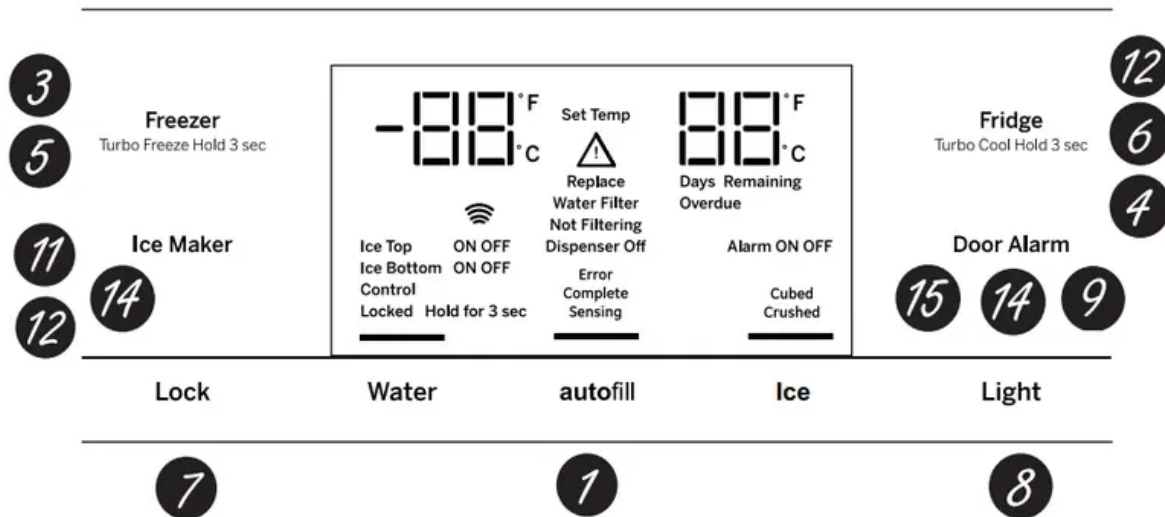 3
12
-88 °F °C
Set Temp
88 °F °C
Freezer
Turbo Freeze Hold 3 sec
Fridge
Turbo Cool Hold 3 sec
5
6
Replace
Water Filter
Not Filtering
Dispenser Off
Days Remaining
Overdue
4
11
Ice Maker
Ice Top ON OFF
Ice Bottom ON OFF
Control
Locked Hold for 3 sec
Error
Complete
Sensing
Alarm ON OFF
Cubed
Crushed
Door Alarm
14
12
15 14 9
Lock Water autofill Ice Light
7 1 8